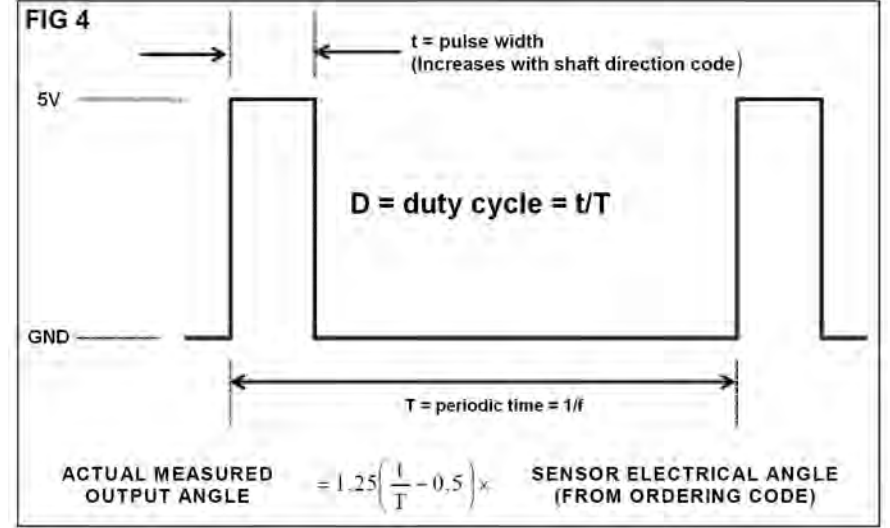 FIG 4
t = pulse width
(Increases with shaft direction code)
5V
D = duty cycle = t/T
GND
T = periodic time = 1/f
ACTUAL MEASURED
OUTPUT ANGLE
= 1.25(t/T - 0.5) ×
SENSOR ELECTRICAL ANGLE
(FROM ORDERING CODE)